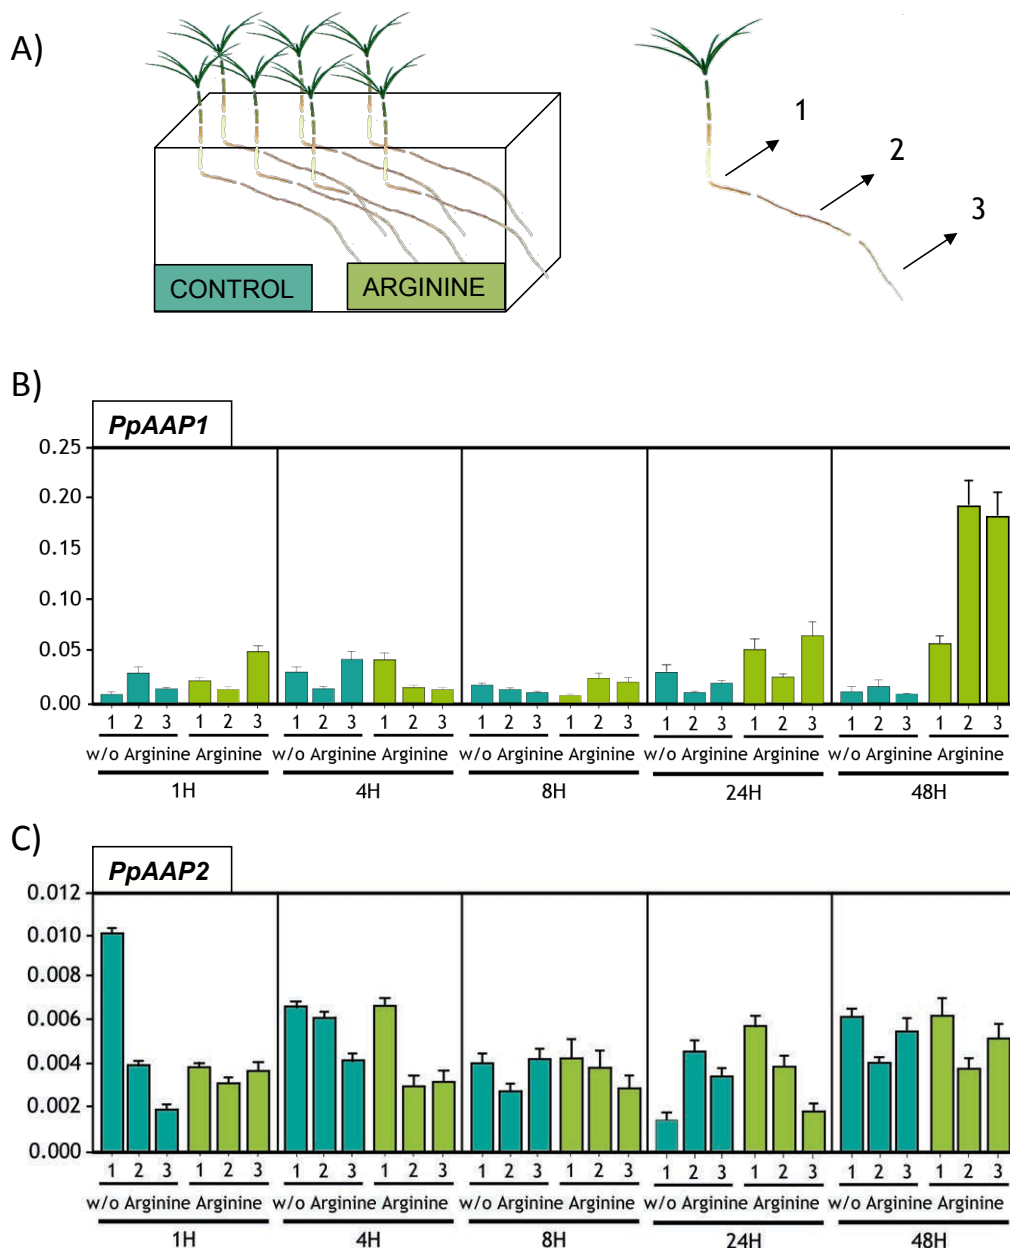 A)
1
2
3
CONTROL
ARGININE
B)
PpAAP1
0.25
0.20
0.15
0.10
0.05
0.00
1 2 3 1 2 3 1 2 3 1 2 3 1 2 3 1 2 3 1 2 3 1 2 3 1 2 3 1 2 3
w/o Arginine Arginine w/o Arginine Arginine w/o Arginine Arginine w/o Arginine Arginine w/o Arginine Arginine
1H 4H 8H 24H 48H
C)
PpAAP2
0.012
0.010
0.008
0.006
0.004
0.002
0.000
1 2 3 1 2 3 1 2 3 1 2 3 1 2 3 1 2 3 1 2 3 1 2 3 1 2 3 1 2 3
w/o Arginine Arginine w/o Arginine Arginine w/o Arginine Arginine w/o Arginine Arginine w/o Arginine Arginine
1H 4H 8H 24H 48H